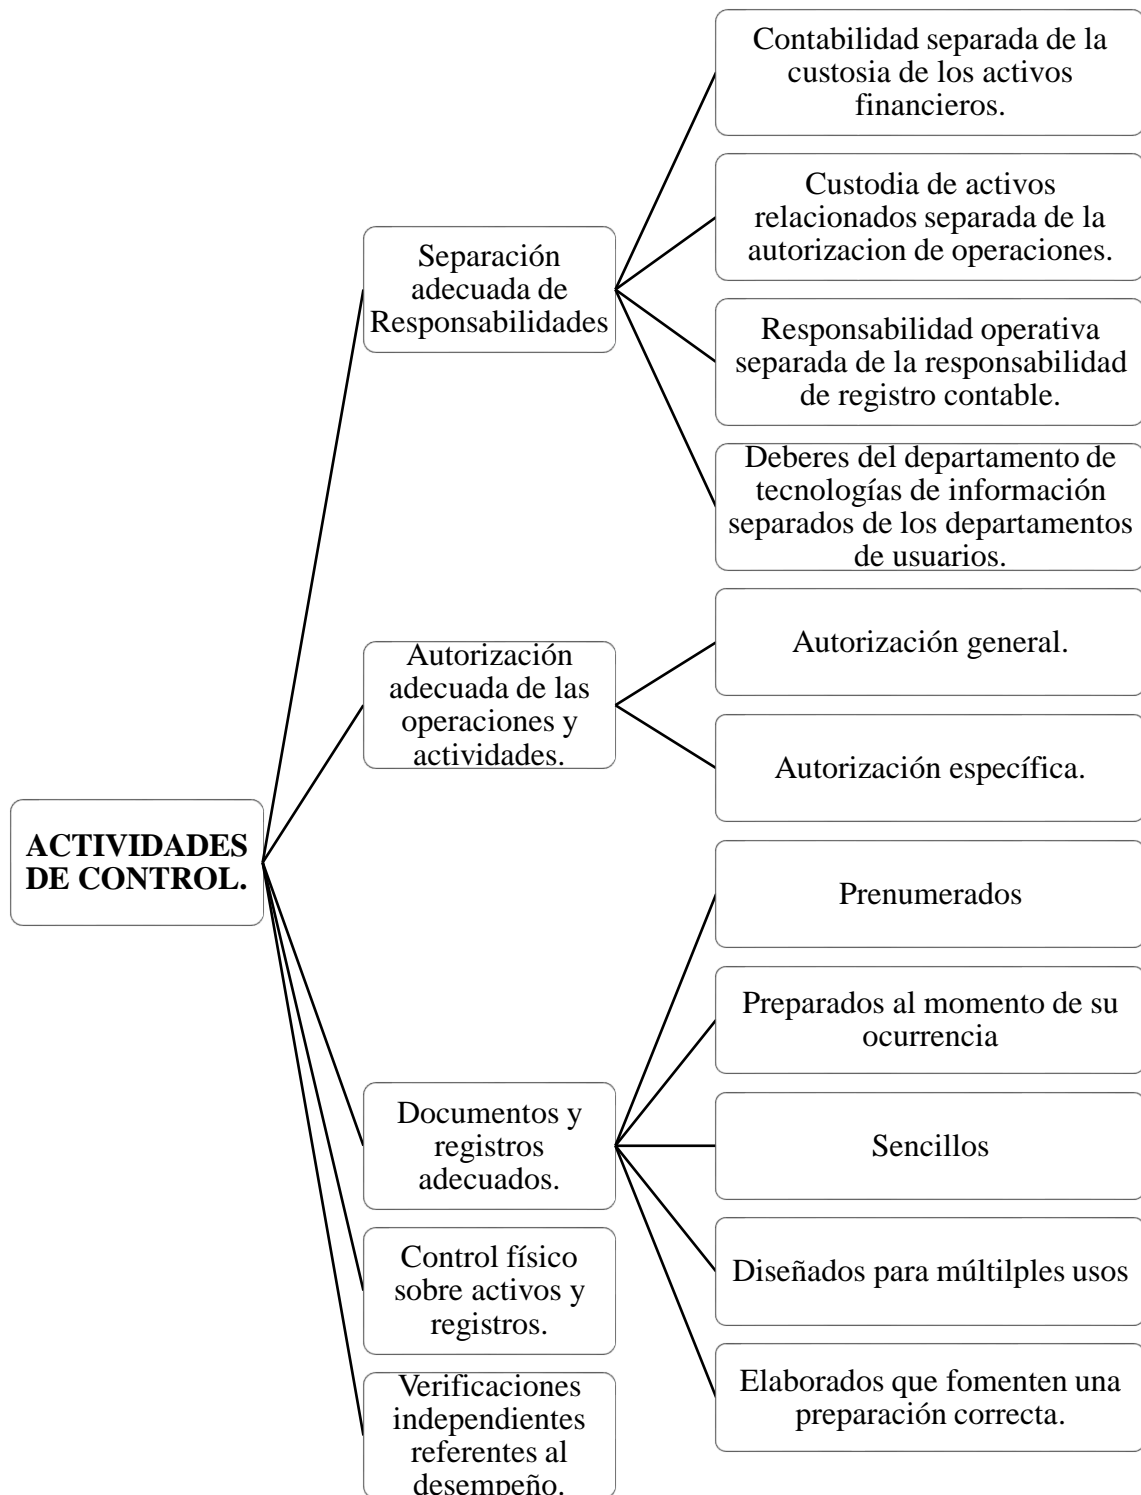 Contabilidad separada de la
custosia de los activos
financieros.
Custodia de activos
relacionados separada de la
autorizacion de operaciones.
Separación
adecuada de
Responsabilidades
Responsabilidad operativa
separada de la responsabilidad
de registro contable.
Deberes del departamento de
tecnologías de información
separados de los departamentos
de usuarios.
Autorización
adecuada de las
operaciones y
actividades.
Autorización general.
Autorización específica.
ACTIVIDADES
DE CONTROL.
Prenumerados
Preparados al momento de su
ocurrencia
Documentos y
registros
adecuados.
Sencillos
Diseñados para múltilples usos
Control físico
sobre activos y
registros.
Elaborados que fomenten una
preparación correcta.
Verificaciones
independientes
referentes al
desempeño.